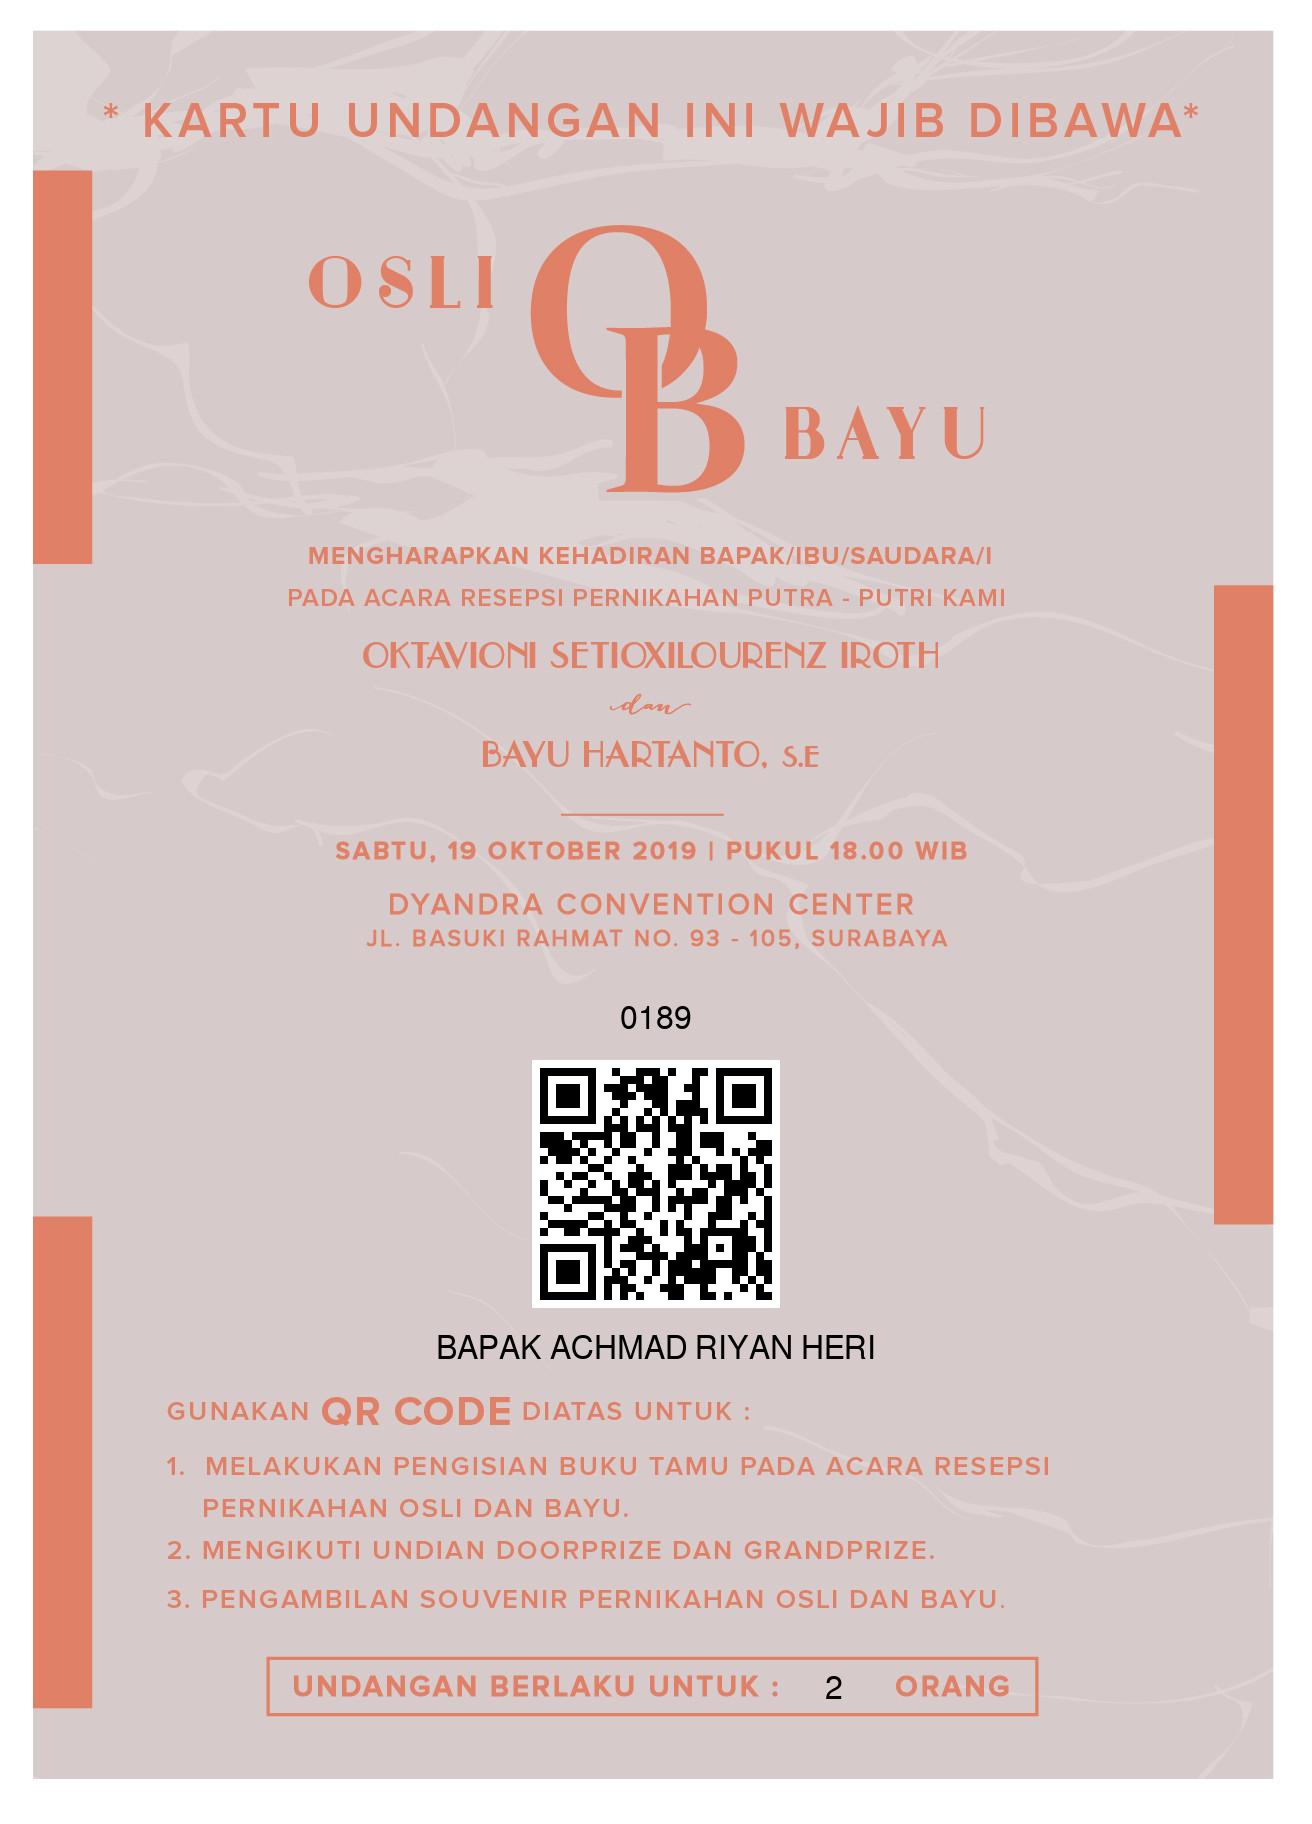 * KARTU UNDANGAN INI WAJIB DIBAWA*
OSLI
OB
BAYU
MENGHARAPKAN KEHADIRAN BAPAK/IBU/SAUDARA/I
PADA ACARA RESEPSI PERNIKAHAN PUTRA - PUTRI KAMI
OKTAVIONI SETIOXILOURENZ IROTH
dan
BAYU HARTANTO, S.E
SABTU, 19 OKTOBER 2019 | PUKUL 18.00 WIB
DYANDRA CONVENTION CENTER
JL. BASUKI RAHMAT NO. 93 - 105, SURABAYA
0189
BAPAK ACHMAD RIYAN HERI
GUNAKAN QR CODE DIATAS UNTUK :
1. MELAKUKAN PENGISIAN BUKU TAMU PADA ACARA RESEPSI
PERNIKAHAN OSLI DAN BAYU.
2. MENGIKUTI UNDIAN DOORPRIZE DAN GRANDPRIZE.
3. PENGAMBILAN SOUVENIR PERNIKAHAN OSLI DAN BAYU.
UNDANGAN BERLAKU UNTUK : 2 ORANG